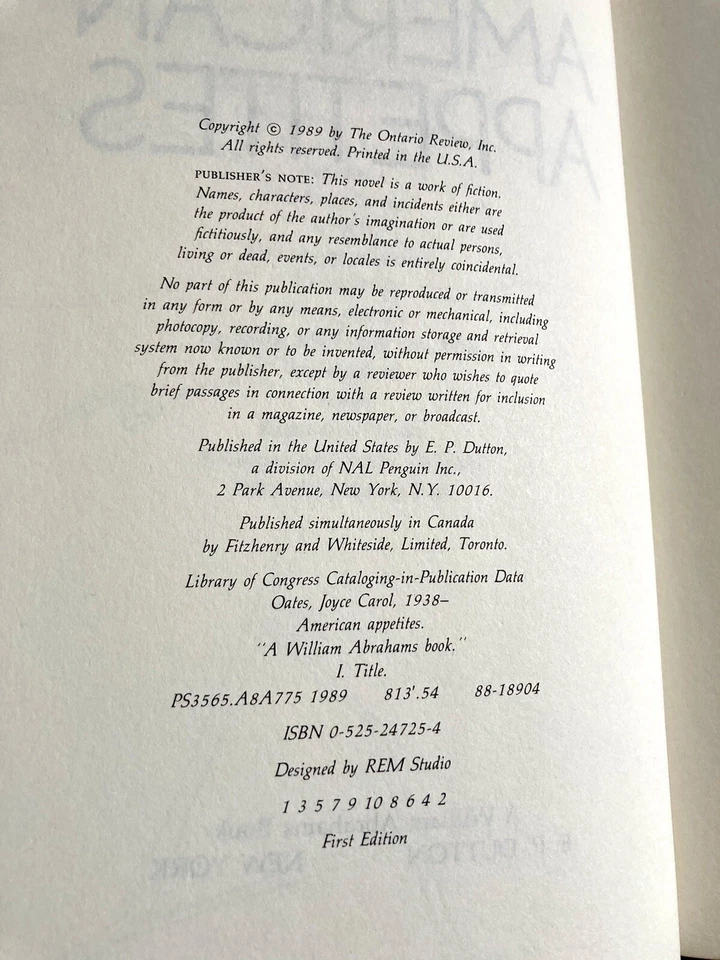 Copyright © 1989 by The Ontario Review, Inc.
All rights reserved. Printed in the U.S.A.
PUBLISHER'S NOTE: This novel is a work of fiction.
Names, characters, places, and incidents either are
the product of the author's imagination or are used
fictitiously, and any resemblance to actual persons,
living or dead, events, or locales is entirely coincidental.
No part of this publication may be reproduced or transmitted
in any form or by any means, electronic or mechanical, including
photocopy, recording, or any information storage and retrieval
system now known or to be invented, without permission in writing
from the publisher, except by a reviewer who wishes to quote
brief passages in connection with a review written for inclusion
in a magazine, newspaper, or broadcast.
Published in the United States by E. P. Dutton,
a division of NAL Penguin Inc.,
2 Park Avenue, New York, N.Y. 10016.
Published simultaneously in Canada
by Fitzhenry and Whiteside, Limited, Toronto.
Library of Congress Cataloging-in-Publication Data
Oates, Joyce Carol, 1938–
American appetites.
"A William Abrahams book."
I. Title.
PS3565.A8A775 1989 813'.54 88-18904
ISBN 0-525-24725-4
Designed by REM Studio
1 3 5 7 9 10 8 6 4 2
First Edition